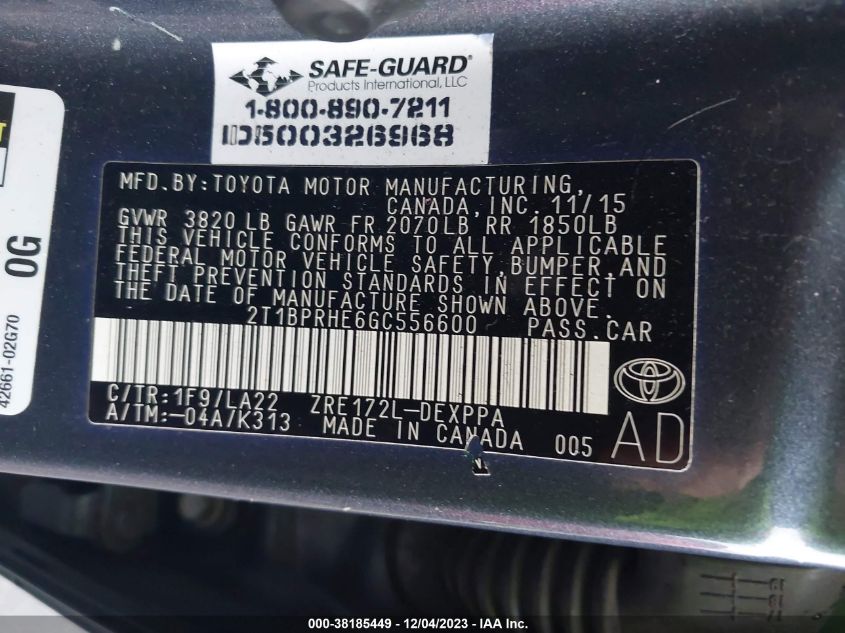 SAFE-GUARD®
Products International, LLC
1-800-890-7211
ID500326968
MFD.BY:TOYOTA MOTOR MANUFACTURING,
CANADA, INC. 11/15
GVWR 3820 LB GAWR FR 2070LB RR 1850LB
THIS VEHICLE CONFORMS TO ALL APPLICABLE
FEDERAL MOTOR VEHICLE SAFETY, BUMPER, AND
THEFT PREVENTION STANDARDS IN EFFECT ON
THE DATE OF MANUFACTURE SHOWN ABOVE.
2T1BPRHE6GC556600 PASS.CAR
C/TR:1F9/LA22 ZRE172L-DEXPPA
A/TM:-04A/K313 MADE IN CANADA 005 AD
0G
42661-02G70
000-38185449 - 12/04/2023 - IAA Inc.